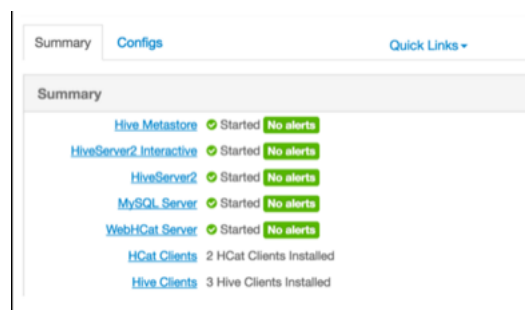 Summary Configs Quick Links
Summary
Hive Metastore Started No alerts
HiveServer2 Interactive Started No alerts
HiveServer2 Started No alerts
MySQL Server Started No alerts
WebHCat Server Started No alerts
HCat Clients 2 HCat Clients Installed
Hive Clients 3 Hive Clients Installed